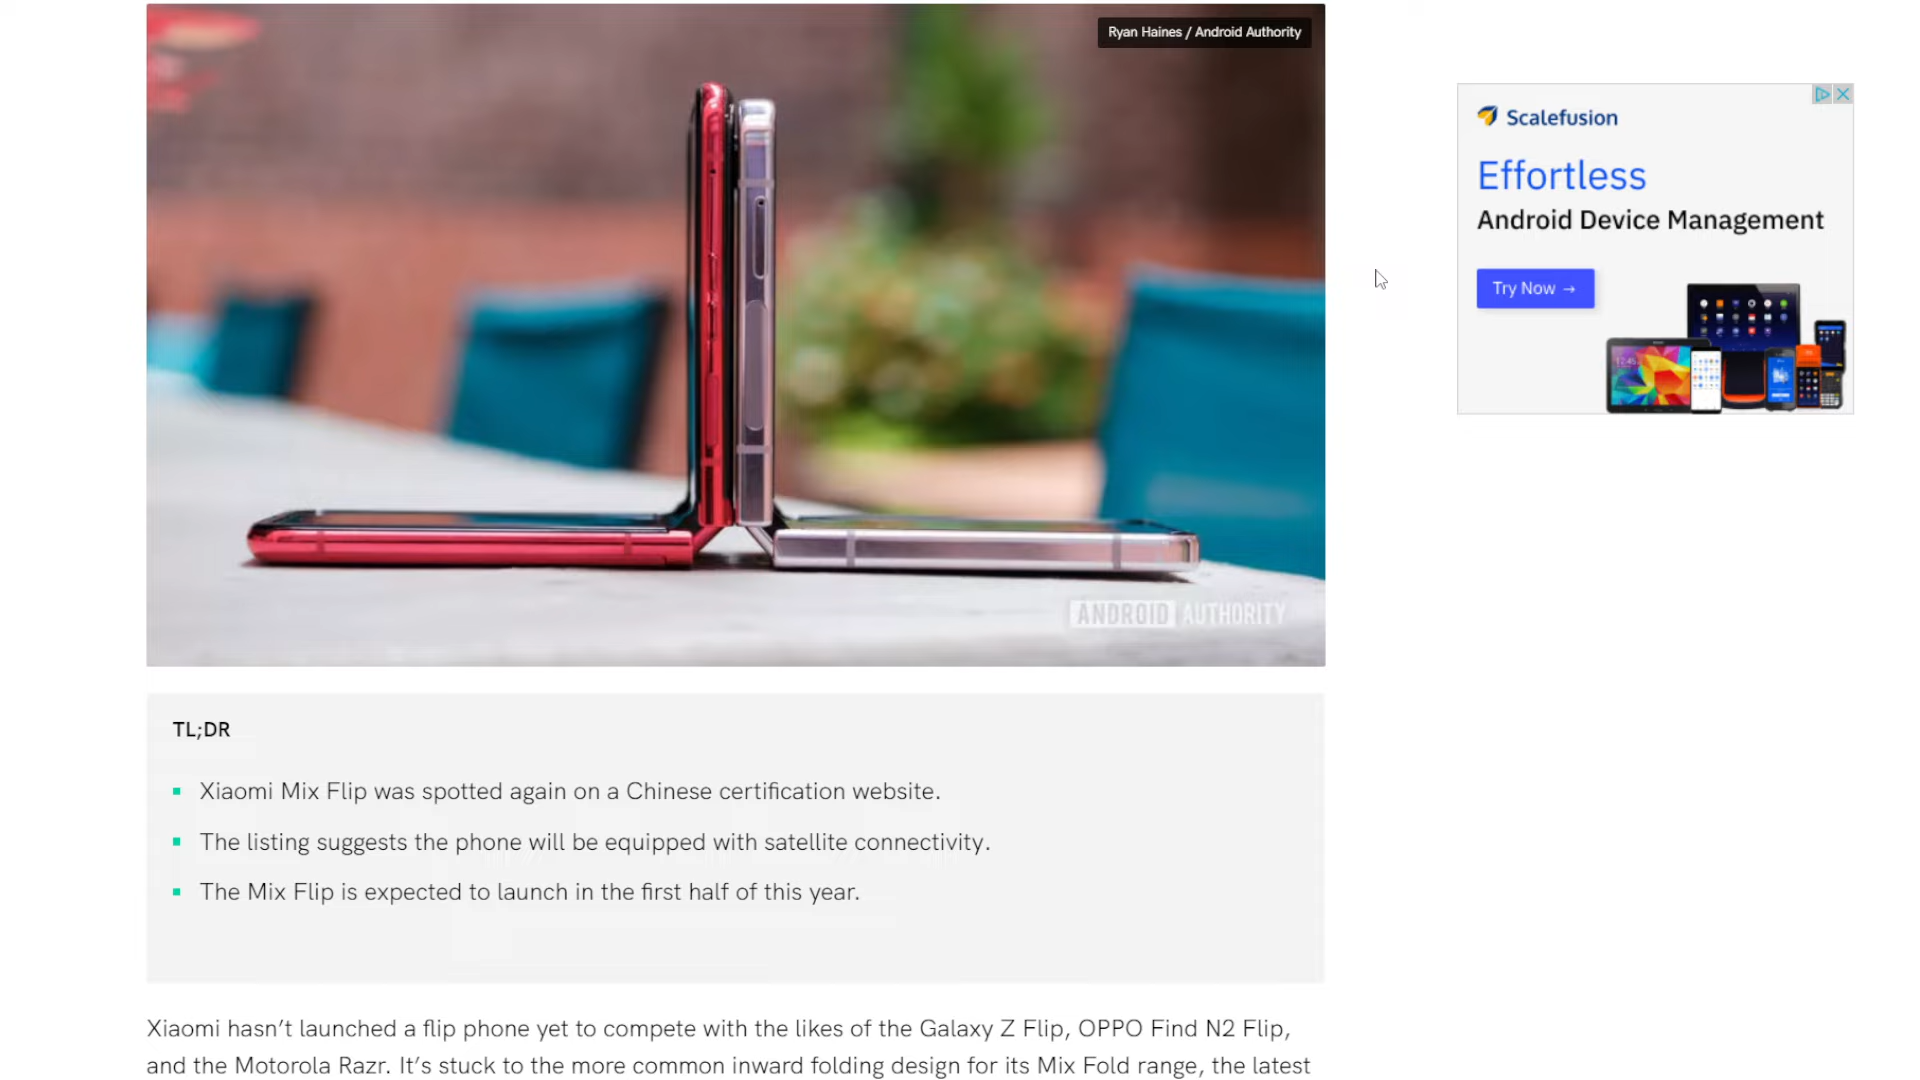 Ryan Haines / Android Authority
Scalefusion
Effortless
Android Device Management
Try Now →
12:45
ANDROID AUTHORITY
TL;DR
Xiaomi Mix Flip was spotted again on a Chinese certification website.
The listing suggests the phone will be equipped with satellite connectivity.
The Mix Flip is expected to launch in the first half of this year.
Xiaomi hasn't launched a flip phone yet to compete with the likes of the Galaxy Z Flip, OPPO Find N2 Flip,
and the Motorola Razr. It's stuck to the more common inward folding design for its Mix Fold range, the latest